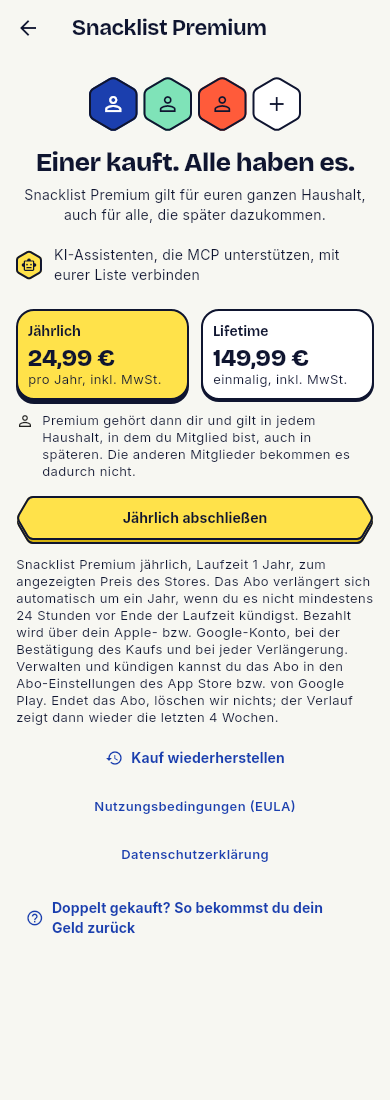 Snacklist Premium
Einer kauft. Alle haben es.
Snacklist Premium gilt für euren ganzen Haushalt,
auch für alle, die später dazukommen.
KI-Assistenten, die MCP unterstützen, mit
eurer Liste verbinden
Jährlich
24,99 €
pro Jahr, inkl. MwSt.
Lifetime
149,99 €
einmalig, inkl. MwSt.
Premium gehört dann dir und gilt in jedem
Haushalt, in dem du Mitglied bist, auch in
späteren. Die anderen Mitglieder bekommen es
dadurch nicht.
Jährlich abschließen
Snacklist Premium jährlich, Laufzeit 1 Jahr, zum
angezeigten Preis des Stores. Das Abo verlängert sich
automatisch um ein Jahr, wenn du es nicht mindestens
24 Stunden vor Ende der Laufzeit kündigst. Bezahlt
wird über dein Apple- bzw. Google-Konto, bei der
Bestätigung des Kaufs und bei jeder Verlängerung.
Verwalten und kündigen kannst du das Abo in den
Abo-Einstellungen des App Store bzw. von Google
Play. Endet das Abo, löschen wir nichts; der Verlauf
zeigt dann wieder die letzten 4 Wochen.
Kauf wiederherstellen
Nutzungsbedingungen (EULA)
Datenschutzerklärung
Doppelt gekauft? So bekommst du dein
Geld zurück